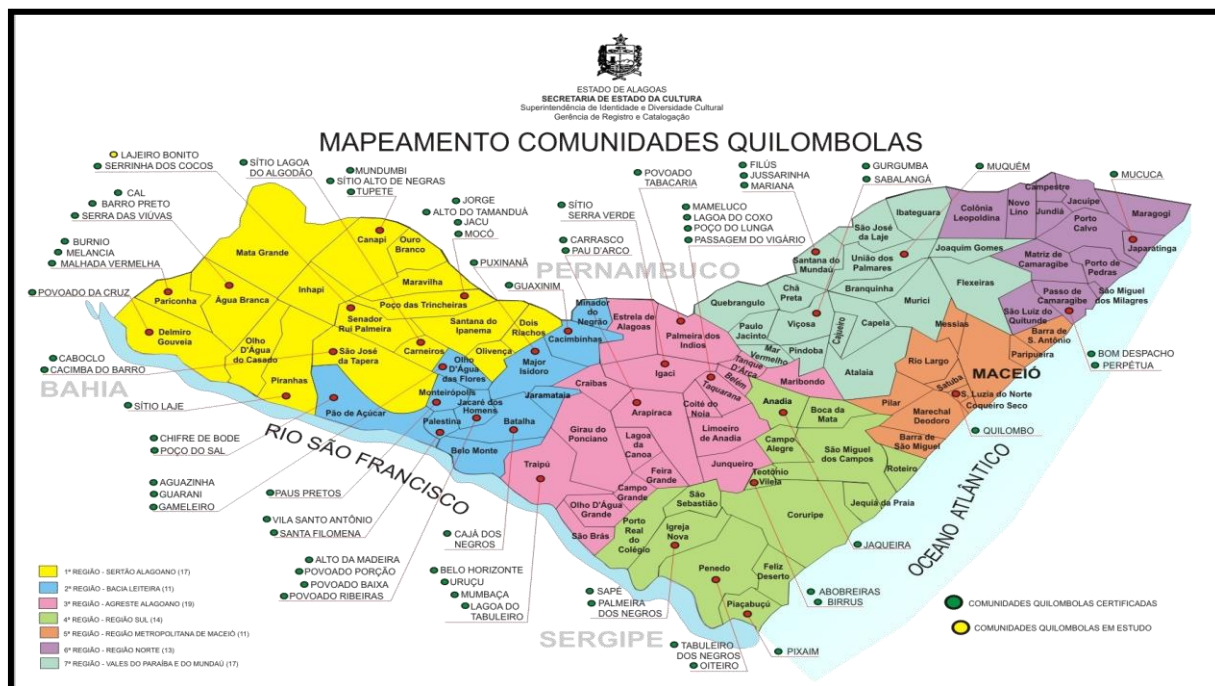 ESTADO DE ALAGOAS
SECRETARIA DE ESTADO DA CULTURA
Superintendência de Identidade e Diversidade Cultural
Gerência de Registro e Catalogação
MAPEAMENTO COMUNIDADES QUILOMBOLAS
LAJEIRO BONITO
SERRINHA DOS COCOS
CAL
BARRO PRETO
SERRA DAS VIÚVAS
BURNIO
MELANCIA
MALHADA VERMELHA
POVOADO DA CRUZ
SÍTIO LAGOA
DO ALGODÃO
MUNDUMBI
SÍTIO ALTO DE NEGRAS
TUPETE
JORGE
ALTO DO TAMANDUÁ
JACU
MOCÓ
PUXINANÃ
GUAXINIM
SÍTIO
SERRA VERDE
CARRASCO
PAU D'ARCO
POVOADO
TABACARIA
MAMELUCO
LAGOA DO COXO
POÇO DO LUNGA
PASSAGEM DO VIGÁRIO
FILÚS
JUSSARINHA
MARIANA
GURGUMBA
SABALANGÁ
MUQUÉM
MUCUCA
PERNAMBUCO
BAHIA
SERGIPE
RIO SÃO FRANCISCO
OCEANO ATLÂNTICO
Mata Grande
Canapi
Ouro
Branco
Inhapi
Maravilha
Pariconha
Água Branca
Poço das Trincheiras
Senador
Rui Palmeira
Santana do
Ipanema
Delmiro
Gouveia
Olho
D'Água
do Casado
São José
da Tapera
Carneiros
Olivença
Dois
Riachos
Piranhas
Pão de Açúcar
Olho
D'Água
das Flores
Monteirópolis
Jacaré dos
Homens
Palestina
Belo Monte
Batalha
Jaramataia
Major
Isidoro
Cacimbinhas
Minador
do
Negrão
Estrela de
Alagoas
Palmeira
dos
Indios
Igaci
Craíbas
Arapiraca
Coité do
Noia
Taquarana
Belém
Tanque
D'Arca
Mar
Vermelho
Maribondo
Girau do
Ponciano
Lagoa
da
Canoa
Limoeiro
de Anadia
Junqueiro
Feira
Grande
Campo
Grande
Traipú
Olho D'Água
Grande
São Brás
São
Sebastião
Porto
Real
do
Colégio
Igreja
Nova
Penedo
Piaçabuçú
Feliz
Deserto
Coruripe
Teotônio
Vilela
Campo
Alegre
Anadia
Boca da
Mata
São Miguel
dos Campos
Jequiá da Praia
Roteiro
Barra de
São Miguel
Marechal
Deodoro
Pilar
Rio Largo
Satuba
S. Luzia do Norte
Coqueiro Seco
MACEIÓ
Messias
Paripueira
Barra de
S. Antônio
Quebrangulo
Paulo
Jacinto
Chã
Preta
Viçosa
Pindoba
Cajueiro
Capela
Atalaia
Branquinha
Murici
Santana do
Mundaú
São José
da Laje
União dos
Palmares
Ibateguara
Joaquim Gomes
Flexeiras
Colônia
Leopoldina
Novo
Lino
Campestre
Jundiá
Jacuípe
Porto
Calvo
Maragogi
Japaratinga
Matriz de
Camaragibe
Porto de
Pedras
Passo de
Camaragibe
São Miguel
dos Milagres
São Luiz do
Quitunde
CABOCLO
CACIMBA DO BARRO
SÍTIO LAJE
CHIFRE DE BODE
POÇO DO SAL
AGUAZINHA
GUARANI
GAMELEIRO
PAUS PRETOS
VILA SANTO ANTÔNIO
SANTA FILOMENA
ALTO DA MADEIRA
POVOADO PORÇÃO
POVOADO BAIXA
POVOADO RIBEIRAS
CAJÁ DOS
NEGROS
BELO HORIZONTE
URUÇU
MUMBAÇA
LAGOA DO
TABULEIRO
SAPÉ
PALMEIRA
DOS NEGROS
TABULEIRO
DOS NEGROS
OITEIRO
PIXAIM
ABOBREIRAS
BIRRUS
JAQUEIRA
QUILOMBO
BOM DESPACHO
PERPÉTUA
1ª REGIÃO - SERTÃO ALAGOANO (17)
2ª REGIÃO - BACIA LEITEIRA (11)
3ª REGIÃO - AGRESTE ALAGOANO (19)
4ª REGIÃO - REGIÃO SUL (14)
5ª REGIÃO - REGIÃO METROPOLITANA DE MACEIÓ (11)
6ª REGIÃO - REGIÃO NORTE (13)
7ª REGIÃO - VALES DO PARAÍBA E DO MUNDAÚ (17)
COMUNIDADES QUILOMBOLAS CERTIFICADAS
COMUNIDADES QUILOMBOLAS EM ESTUDO